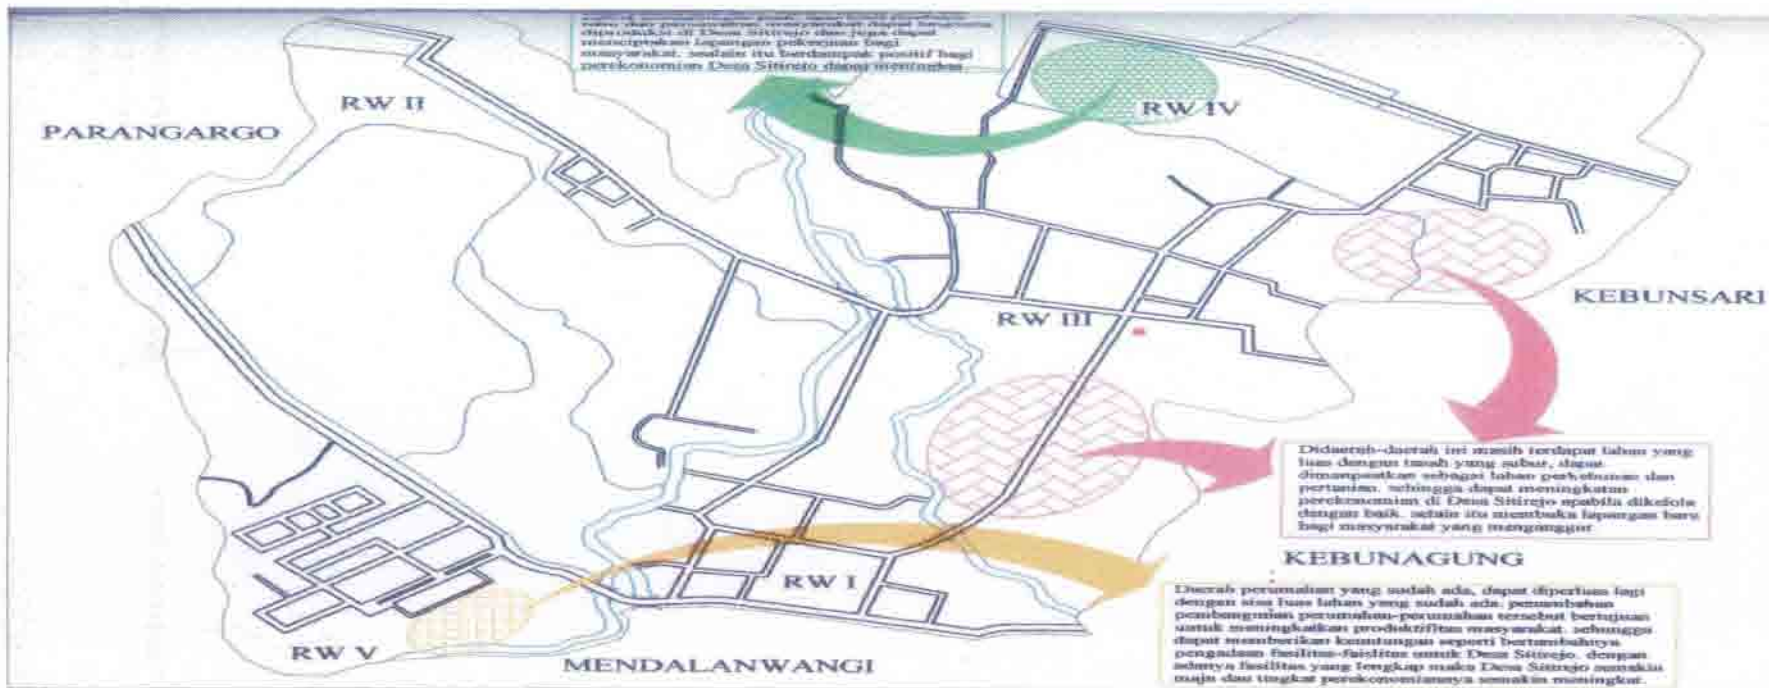 diproduksi di Desa Sitirejo dan juga dapat
menciptakan lapangan pekerjaan bagi
masyarakat, sealain itu berdampak positif bagi
perekonomian Desa Sitirejo dapat meningkat
RW II
RW IV
PARANGARGO
KEBUNSARI
RW III
Didaerah-daerah ini masih terdapat lahan yang
luas dengan tanah yang subur, dapat
dimanpaatkan sebagai lahan perkebunan dan
pertanian, sehingga dapat meningkatan
perekonomian di Desa Sitirejo apabila dikelola
dengan baik, selain itu membuka lapangan baru
bagi masyarakat yang menganggur
KEBUNAGUNG
RW I
Daerah perumahan yang sudah ada, dapat diperluas lagi
dengan sisa luas lahan yang sudah ada, penambahan
pembangunan perumahan-perumahan tersebut bertujuan
untuk meningkatkan produktifitas masyarakat, sehingga
dapat memberikan keuntungan seperti bertambahnya
pengadaan fasilitas-faislitas untuk Desa Sitirejo, dengan
adanya fasilitas yang lengkap maka Desa Sitirejo semakin
maju dan tingkat perekonomiannya semakin meningkat.
RW V
MENDALANWANGI